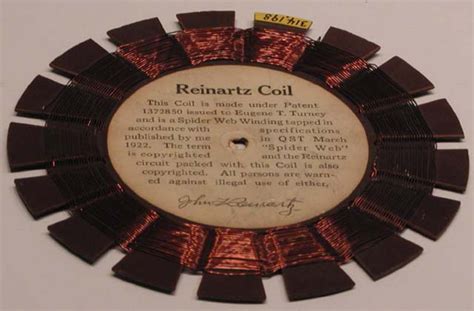 314,198
Reinartz Coil
This Coil is made under Patent
1372850 issued to Eugene T. Turney
and is a Spider Web Winding tapped in
accordance with specifications
published by me in QST March
1922. The term "Spider Web"
is copyrighted and the Reinartz
circuit packed with this Coil is also
copyrighted. All persons are warn-
ed against illegal use of either,
John L Reinartz